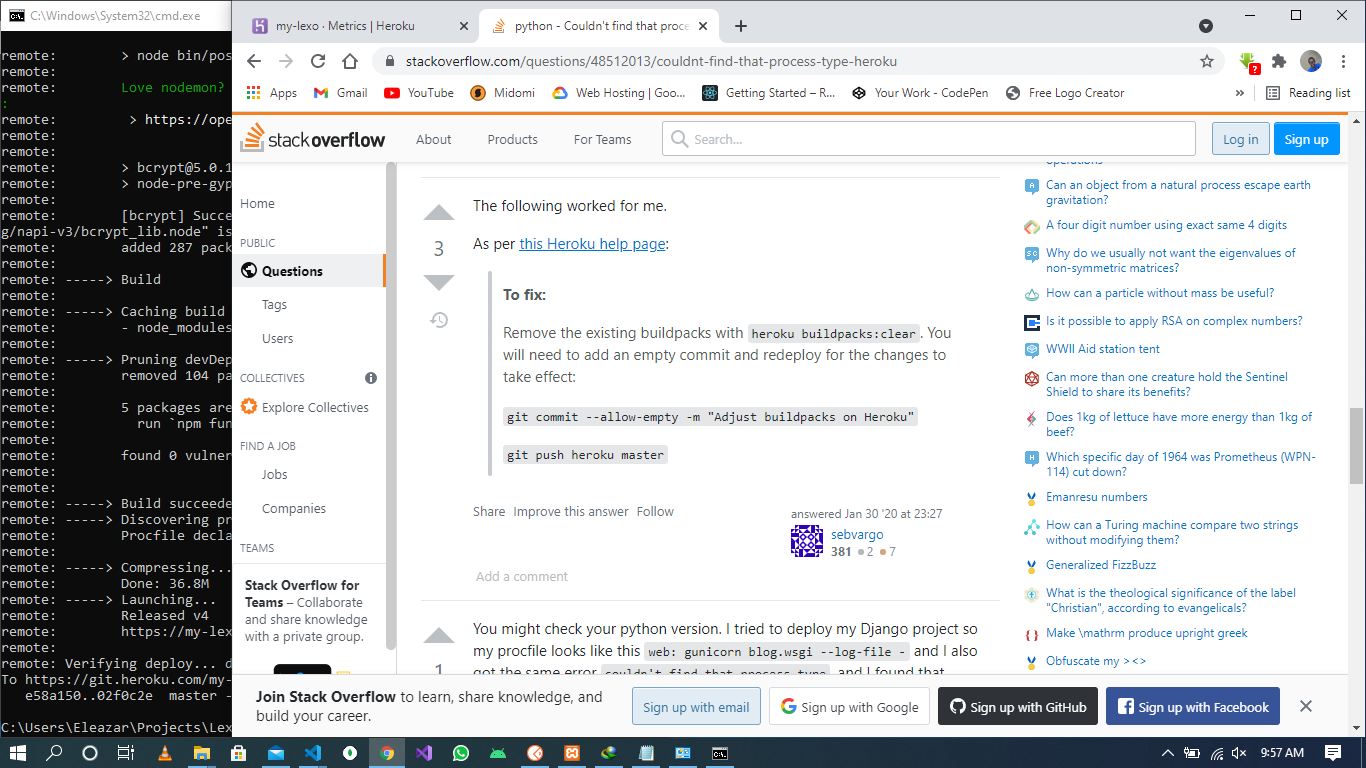 C:\Windows\System32\cmd.exe
my-lexo · Metrics | Heroku
python - Couldn't find that proce
stackoverflow.com/questions/48512013/couldnt-find-that-process-type-heroku
Apps
Gmail
YouTube
Midomi
Web Hosting | Goo...
Getting Started – R...
Your Work - CodePen
Free Logo Creator
»
Reading list
remote: > node bin/pos
remote:
remote: Love nodemon?
:
remote: > https://ope
remote:
remote:
remote: > bcrypt@5.0.1
remote: > node-pre-gyp
remote:
remote: [bcrypt] Succe
g/napi-v3/bcrypt_lib.node" is
remote: added 287 pack
remote:
remote: -----> Build
remote:
remote: -----> Caching build
remote: - node_modules
remote:
remote: -----> Pruning devDep
remote: removed 104 pa
remote:
remote: 5 packages are
remote: run `npm fun
remote:
remote: found 0 vulner
remote:
remote:
remote: -----> Build succeede
remote: -----> Discovering pr
remote: Procfile decla
remote:
remote: -----> Compressing...
remote: Done: 36.8M
remote: -----> Launching...
remote: Released v4
remote: https://my-lex
remote:
remote: Verifying deploy... d
To https://git.heroku.com/my-
e58a150..02f0c2e master -
C:\Users\Eleazar\Projects\Lex
stack overflow
About
Products
For Teams
Search...
Log in
Sign up
Home
PUBLIC
Questions
Tags
Users
COLLECTIVES
Explore Collectives
FIND A JOB
Jobs
Companies
TEAMS
Stack Overflow for
Teams – Collaborate
and share knowledge
with a private group.
The following worked for me.
3
As per this Heroku help page:
To fix:
Remove the existing buildpacks with heroku buildpacks:clear. You
will need to add an empty commit and redeploy for the changes to
take effect:
git commit --allow-empty -m "Adjust buildpacks on Heroku"
git push heroku master
Share Improve this answer Follow
answered Jan 30 '20 at 23:27
sebvargo
381 2 7
Add a comment
You might check your python version. I tried to deploy my Django project so
1
my procfile looks like this web: gunicorn blog.wsgi --log-file - and I also
got the same error couldn't find that process type and I found that
operations
Can an object from a natural process escape earth
gravitation?
A four digit number using exact same 4 digits
Why do we usually not want the eigenvalues of
non-symmetric matrices?
How can a particle without mass be useful?
Is it possible to apply RSA on complex numbers?
WWII Aid station tent
Can more than one creature hold the Sentinel
Shield to share its benefits?
Does 1kg of lettuce have more energy than 1kg of
beef?
Which specific day of 1964 was Prometheus (WPN-
114) cut down?
Emanresu numbers
How can a Turing machine compare two strings
without modifying them?
Generalized FizzBuzz
What is the theological significance of the label
"Christian", according to evangelicals?
Make \mathrm produce upright greek
Obfuscate my > < >
Join Stack Overflow to learn, share knowledge, and
build your career.
Sign up with email
Sign up with Google
Sign up with GitHub
Sign up with Facebook
9:57 AM